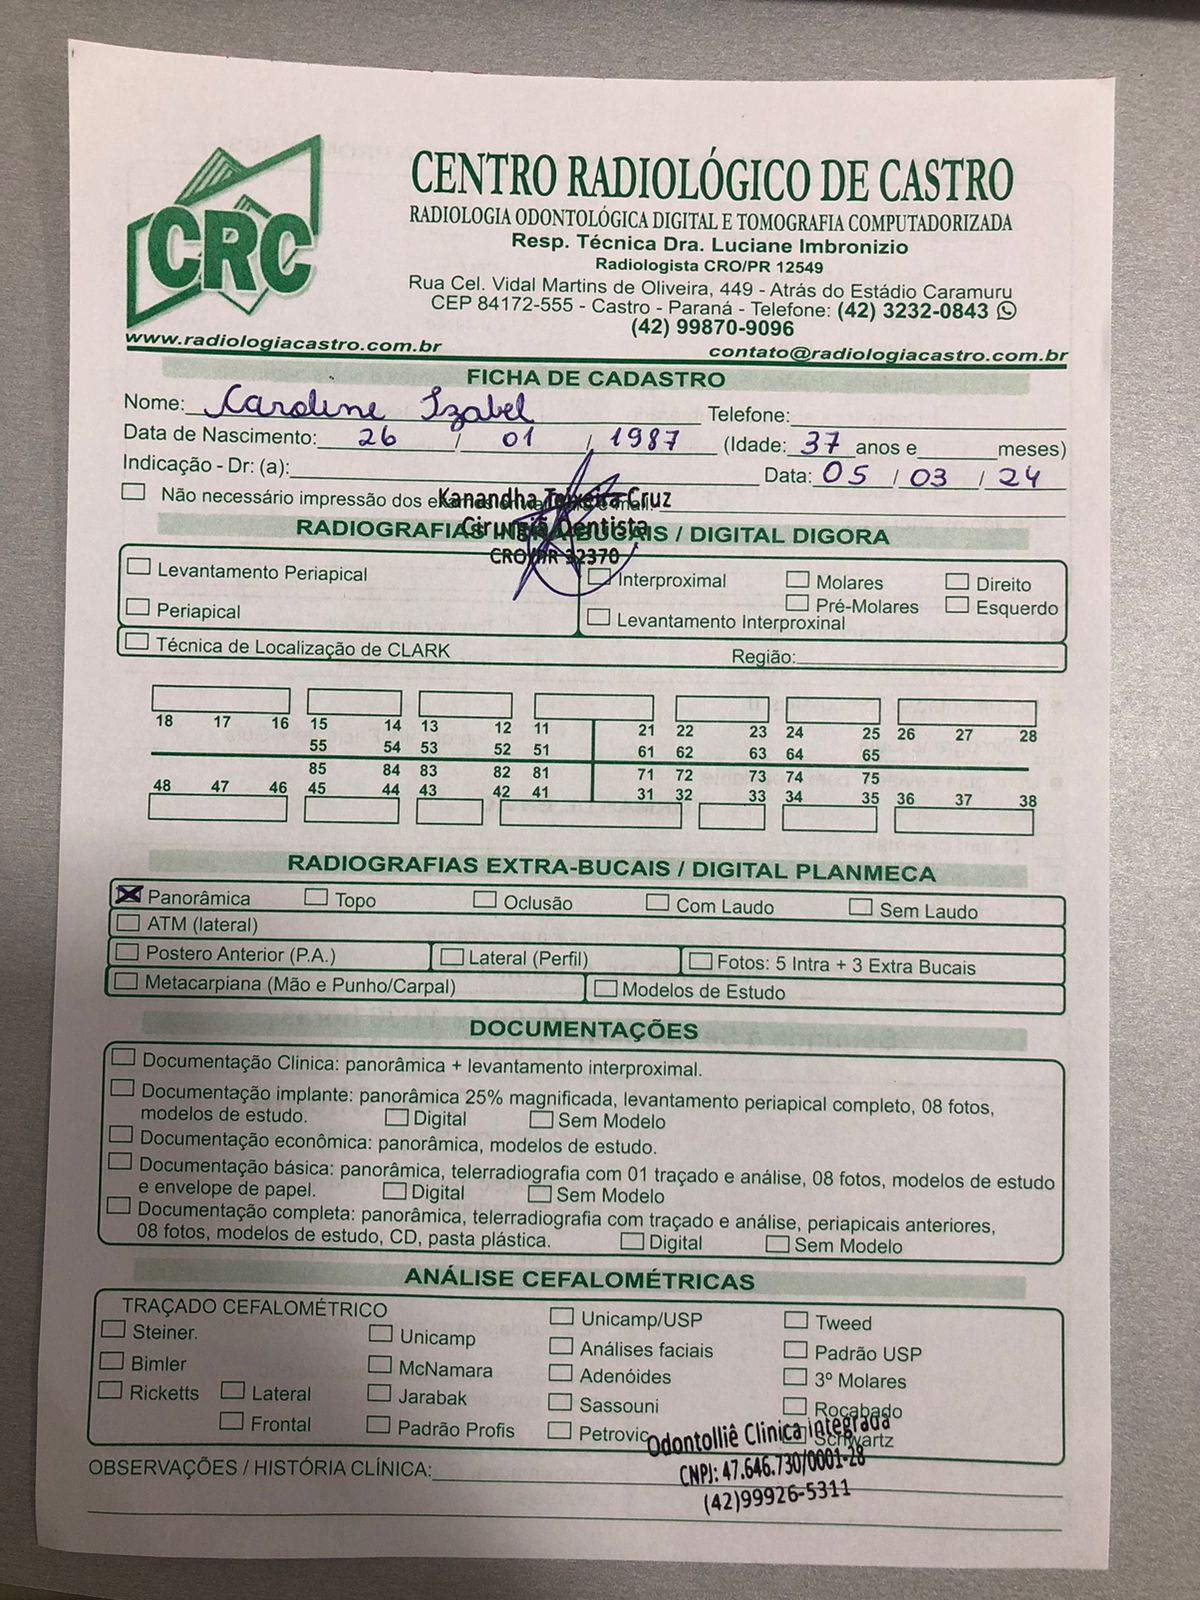 CRC
CENTRO RADIOLÓGICO DE CASTRO
RADIOLOGIA ODONTOLÓGICA DIGITAL E TOMOGRAFIA COMPUTADORIZADA
Resp. Técnica Dra. Luciane Imbronizio
Radiologista CRO/PR 12549
Rua Cel. Vidal Martins de Oliveira, 449 - Atrás do Estádio Caramuru
CEP 84172-555 - Castro - Paraná - Telefone: (42) 3232-0843
(42) 99870-9096
www.radiologiacastro.com.br contato@radiologiacastro.com.br
FICHA DE CADASTRO
Nome: Caroline Izabel Telefone:
Data de Nascimento: 26 / 01 / 1987 (Idade: 37 anos e meses)
Indicação - Dr: (a): Data: 05 / 03 / 24
Não necessário impressão dos mail:
Kanandha Teixeira Cruz
Cirurgiã Dentista
CRO/PR 32370
RADIOGRAFIAS INTRA-BUCAIS / DIGITAL DIGORA
Levantamento Periapical Interproximal Molares Direito
Periapical Pré-Molares Esquerdo
Levantamento Interproxinal
Técnica de Localização de CLARK Região:
18 17 16 15 14 13 12 11 21 22 23 24 25 26 27 28
55 54 53 52 51 61 62 63 64 65
85 84 83 82 81 71 72 73 74 75
48 47 46 45 44 43 42 41 31 32 33 34 35 36 37 38
RADIOGRAFIAS EXTRA-BUCAIS / DIGITAL PLANMECA
Panorâmica Topo Oclusão Com Laudo Sem Laudo
ATM (lateral)
Postero Anterior (P.A.) Lateral (Perfil) Fotos: 5 Intra + 3 Extra Bucais
Metacarpiana (Mão e Punho/Carpal) Modelos de Estudo
DOCUMENTAÇÕES
Documentação Clinica: panorâmica + levantamento interproximal.
Documentação implante: panorâmica 25% magnificada, levantamento periapical completo, 08 fotos,
modelos de estudo. Digital Sem Modelo
Documentação econômica: panorâmica, modelos de estudo.
Documentação básica: panorâmica, telerradiografia com 01 traçado e análise, 08 fotos, modelos de estudo
e envelope de papel. Digital Sem Modelo
Documentação completa: panorâmica, telerradiografia com traçado e análise, periapicais anteriores,
08 fotos, modelos de estudo, CD, pasta plástica. Digital Sem Modelo
ANÁLISE CEFALOMÉTRICAS
TRAÇADO CEFALOMÉTRICO Unicamp/USP Tweed
Steiner. Unicamp Análises faciais Padrão USP
Bimler McNamara Adenóides 3º Molares
Ricketts Lateral Jarabak Sassouni Rocabado
Frontal Padrão Profis Petrovic Schwartz
Odontolliê Clinica integrada
CNPJ: 47.646.730/0001-28
(42)99926-5311
OBSERVAÇÕES / HISTÓRIA CLÍNICA: